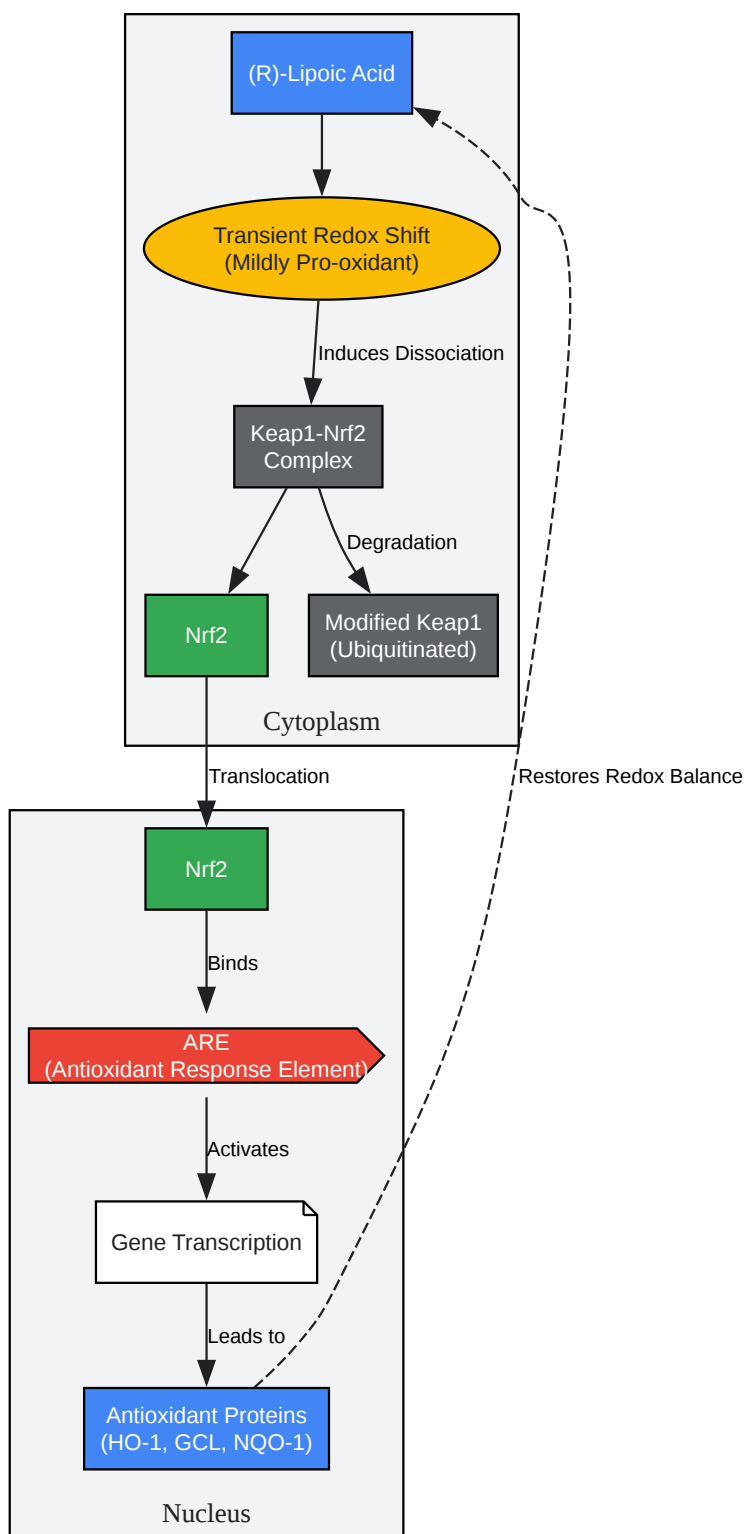 (R)-Lipoic Acid
Transient Redox Shift
(Mildly Pro-oxidant)
Induces Dissociation
Keap1-Nrf2
Complex
Degradation
Nrf2
Modified Keap1
(Ubiquitinated)
Cytoplasm
Translocation
Restores Redox Balance
Nrf2
Binds
ARE
(Antioxidant Response Element)
Activates
Gene Transcription
Leads to
Antioxidant Proteins
(HO-1, GCL, NQO-1)
Nucleus